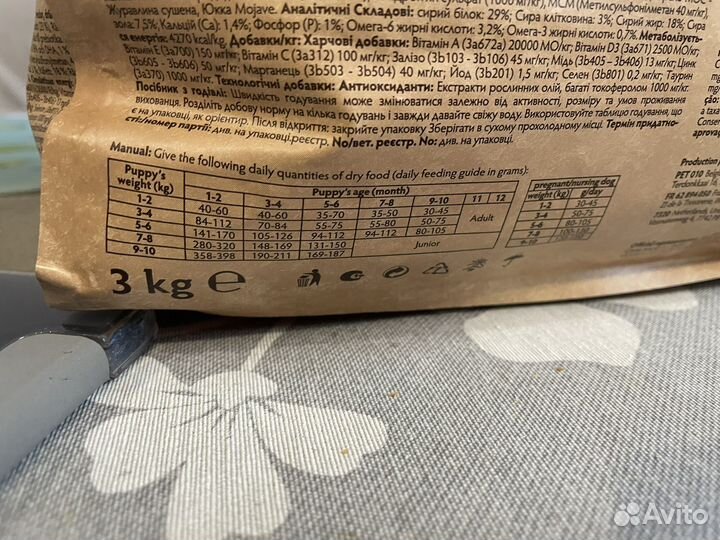 сульфат (1000 мг/кг), МСМ (Метилсульфонілметан 40 мг/кг),
Журавлина сушена, Юкка Mojave. Аналітичні Складові: сирий білок: 29%; Сира клітковина: 3%; Сирий жир: 18%; Сира
зола: 7,5%, Кальцій (Ca): 1,4%; Фосфор (P): 1%; Омега-6 жирні кислоти: 3,2%; Омега-3 жирні кислоти: 0,7%. Метаболізуєть-
ся енергія: 4270 kcal/kg. Добавки/кг: Харчові добавки: Вітамін A (3a672a) 20000 МО/кг; Вітамін D3 (3a671) 2500 МО/кг;
Вітамін E (3a700) 150 мг/кг; Вітамін C (3a312) 100 мг/кг; Залізо (3b103 - 3b106) 45 мг/кг; Мідь (3b405 – 3b406) 13 мг/кг; Цинк
(3b605 - 3b606) 50 мг/кг; Марганець (3b503 - 3b504) 40 мг/кг; Йод (3b201) 1,5 мг/кг; Селен (3b801) 0,2 мг/кг; Таурин
(3a370) 1000 мг/кг. Технологічні добавки: Антиоксиданти: Екстракти рослинних олій, багаті токоферолом 1000 мг/кг.
Посібник з годівлі: Швидкість годування може змінюватися залежно від активності, розміру та умов проживання
вихованця. Розділіть добову норму на кілька годувань і завжди давайте свіжу воду. Використовуйте таблицю годування, що
є на упаковці, як орієнтир. Після відкриття: закрийте упаковку Зберігати в сухому прохолодному місці. Термін придатно-
сті/номер партії: див. на упаковці.реєстр. No/вет. реєстр. No: див. на упаковці.
Manual: Give the following daily quantities of dry food (daily feeding guide in grams):
Puppy's weight (kg) Puppy's age (month)
1-2 3-4 5-6 7-8 9-10 11 12
1-2 40-60 40-60 35-70 35-50 30-45 Adult
3-4 84-112 70-84 55-75 55-80 50-75
5-6 141-170 105-126 94-112 94-112 80-105
7-8 280-320 148-169 131-150 Junior
9-10 358-398 190-211 169-187
pregnant/nursing dog
weight (kg) g/day
1-2 30-45
3-4 50-75
5-6 80-105
7-8
9-10
Production
PET 010
3 kg e
Avito